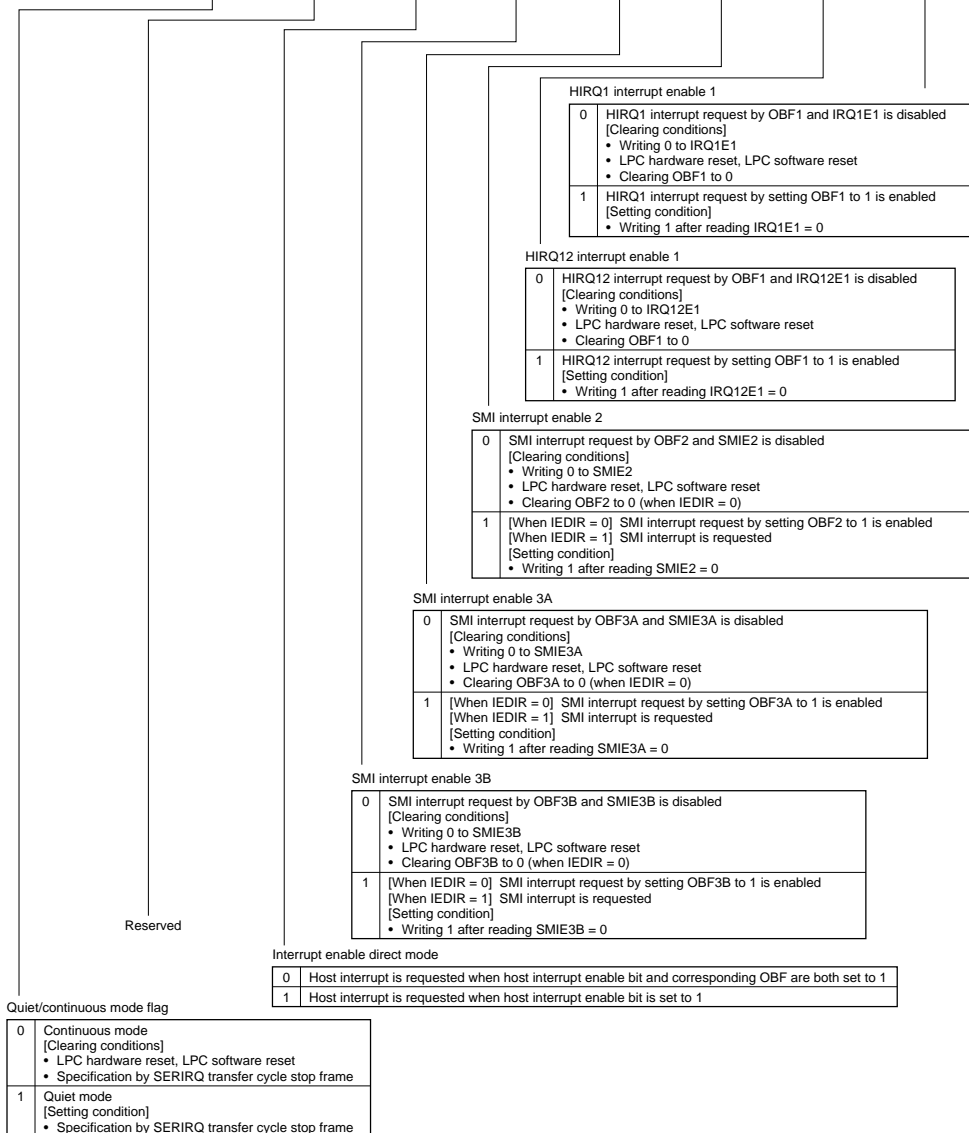 HIRQ1 interrupt enable 1
0 HIRQ1 interrupt request by OBF1 and IRQ1E1 is disabled
[Clearing conditions]
• Writing 0 to IRQ1E1
• LPC hardware reset, LPC software reset
• Clearing OBF1 to 0
1 HIRQ1 interrupt request by setting OBF1 to 1 is enabled
[Setting condition]
• Writing 1 after reading IRQ1E1 = 0
HIRQ12 interrupt enable 1
0 HIRQ12 interrupt request by OBF1 and IRQ12E1 is disabled
[Clearing conditions]
• Writing 0 to IRQ12E1
• LPC hardware reset, LPC software reset
• Clearing OBF1 to 0
1 HIRQ12 interrupt request by setting OBF1 to 1 is enabled
[Setting condition]
• Writing 1 after reading IRQ12E1 = 0
SMI interrupt enable 2
0 SMI interrupt request by OBF2 and SMIE2 is disabled
[Clearing conditions]
• Writing 0 to SMIE2
• LPC hardware reset, LPC software reset
• Clearing OBF2 to 0 (when IEDIR = 0)
1 [When IEDIR = 0] SMI interrupt request by setting OBF2 to 1 is enabled
[When IEDIR = 1] SMI interrupt is requested
[Setting condition]
• Writing 1 after reading SMIE2 = 0
SMI interrupt enable 3A
0 SMI interrupt request by OBF3A and SMIE3A is disabled
[Clearing conditions]
• Writing 0 to SMIE3A
• LPC hardware reset, LPC software reset
• Clearing OBF3A to 0 (when IEDIR = 0)
1 [When IEDIR = 0] SMI interrupt request by setting OBF3A to 1 is enabled
[When IEDIR = 1] SMI interrupt is requested
[Setting condition]
• Writing 1 after reading SMIE3A = 0
SMI interrupt enable 3B
0 SMI interrupt request by OBF3B and SMIE3B is disabled
[Clearing conditions]
• Writing 0 to SMIE3B
• LPC hardware reset, LPC software reset
• Clearing OBF3B to 0 (when IEDIR = 0)
1 [When IEDIR = 0] SMI interrupt request by setting OBF3B to 1 is enabled
[When IEDIR = 1] SMI interrupt is requested
[Setting condition]
• Writing 1 after reading SMIE3B = 0
Reserved
Interrupt enable direct mode
0 Host interrupt is requested when host interrupt enable bit and corresponding OBF are both set to 1
1 Host interrupt is requested when host interrupt enable bit is set to 1
Quiet/continuous mode flag
0 Continuous mode
[Clearing conditions]
• LPC hardware reset, LPC software reset
• Specification by SERIRQ transfer cycle stop frame
1 Quiet mode
[Setting condition]
• Specification by SERIRQ transfer cycle stop frame